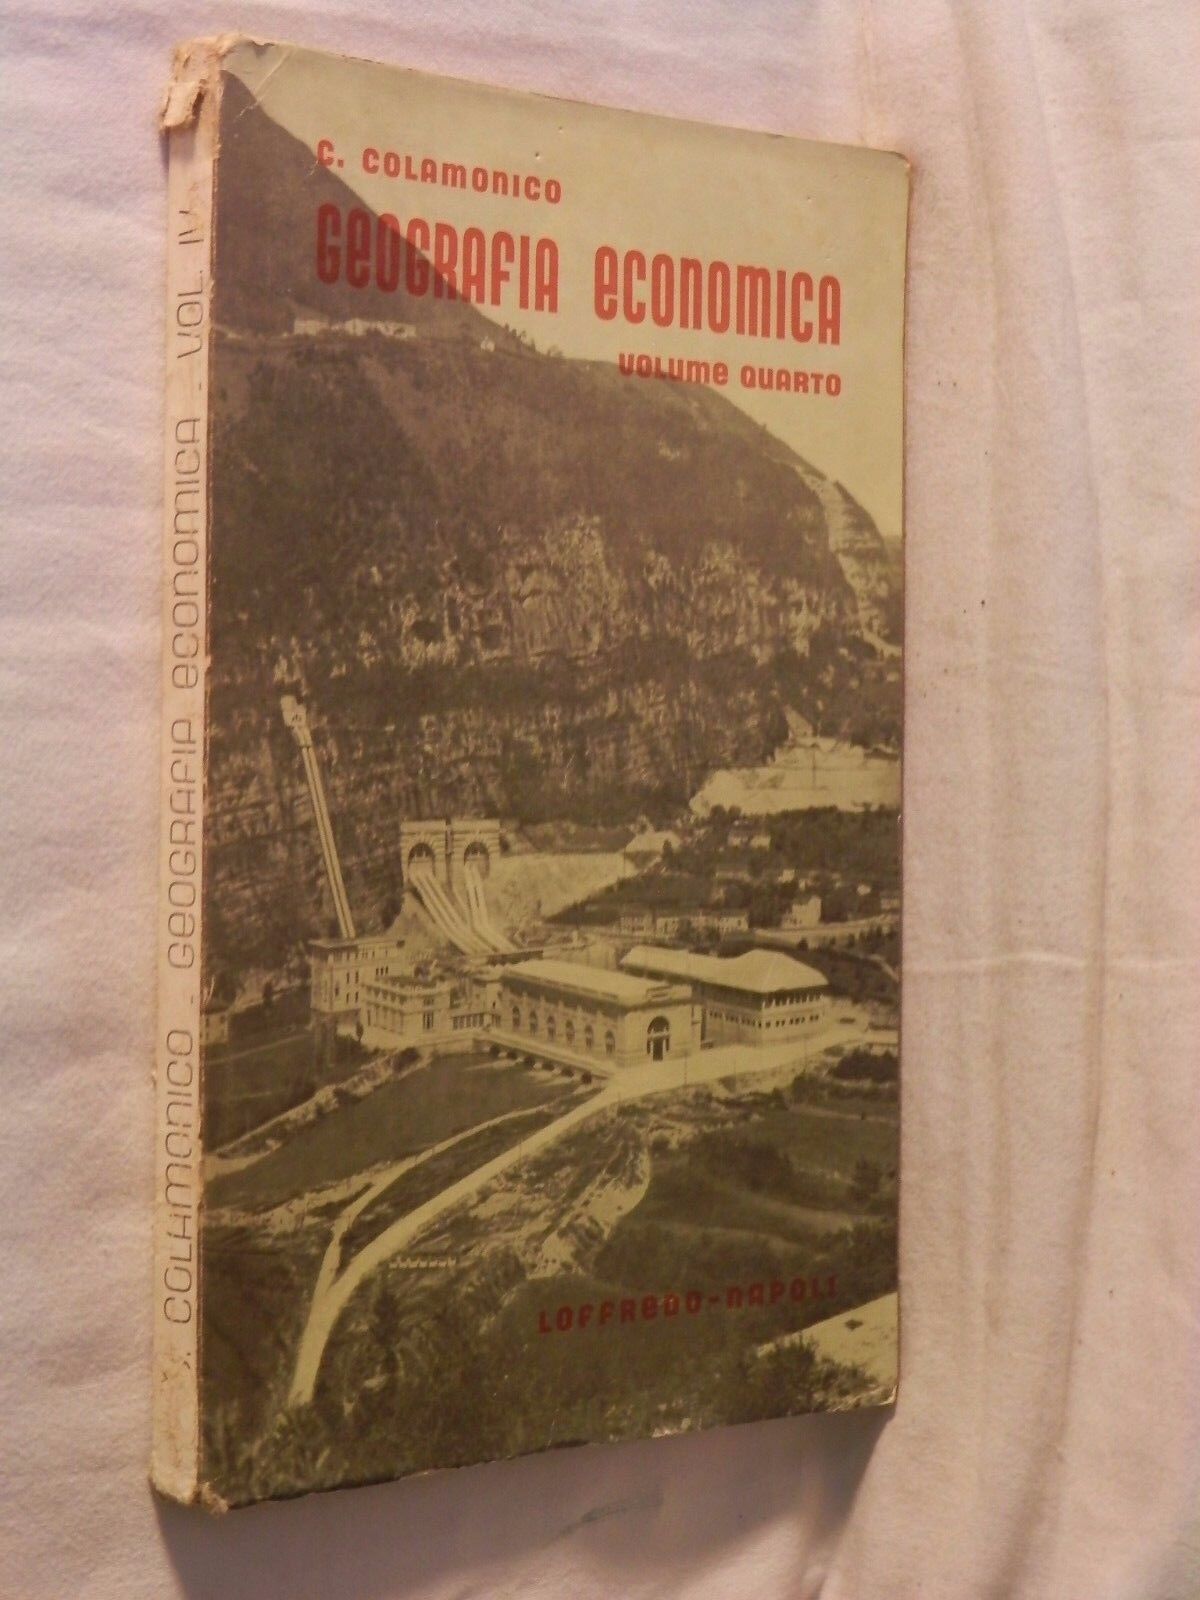 C. COLAMONICO
GEOGRAFIA ECONOMICA
VOLUME QUARTO
LOFFREDO-NAPOLI
COLAMONICO - GEOGRAFIA ECONOMICA - VOL. IV